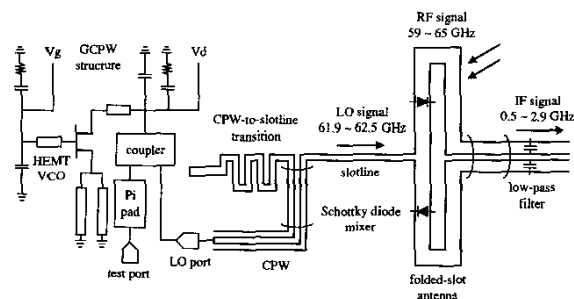 RF signal
59 ~ 65 GHz
Vg
GCPW
structure
Vd
CPW-to-slotline
transition
LO signal
61.9 ~ 62.5 GHz
IF signal
0.5 ~ 2.9 GHz
HEMT
VCO
coupler
slotline
low-pass
filter
Pi
pad
Schottky diode
mixer
LO port
CPW
test port
folded-slot
antenna